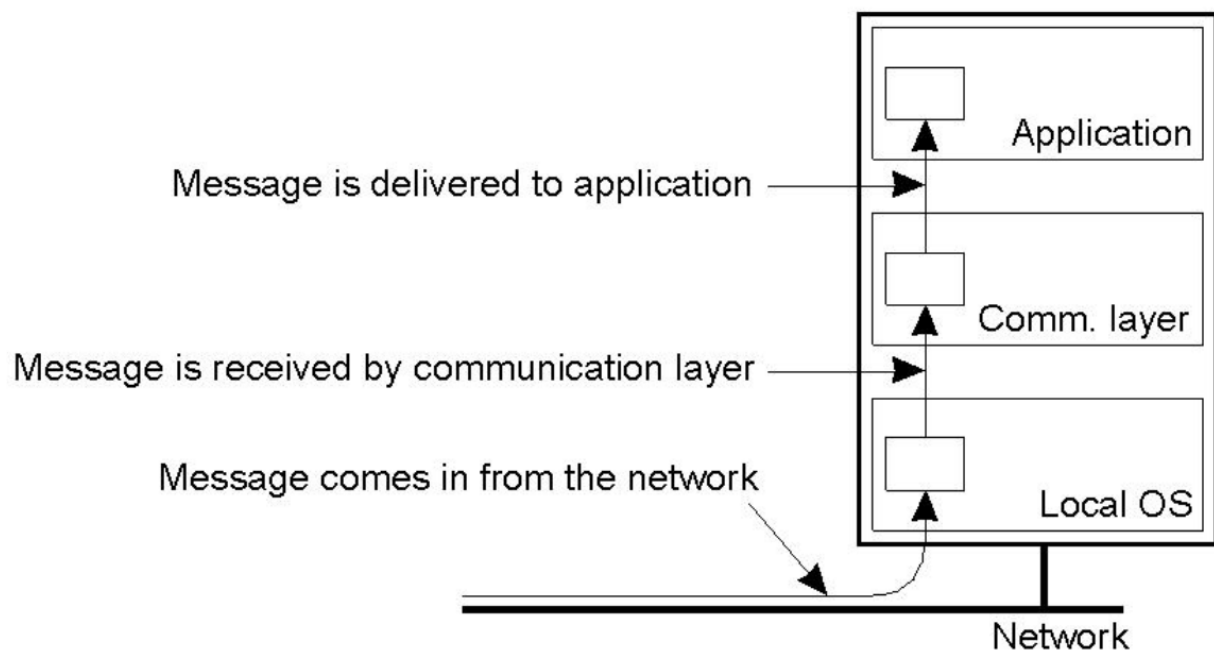 Application
Message is delivered to application
Comm. layer
Message is received by communication layer
Message comes in from the network
Local OS
Network